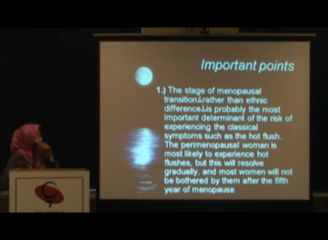 Important points
1.) The stage of menopausal
transition,rather than ethnic
difference,is probably the most
important determinant of the risk of
experiencing the classical
symptoms such as the hot flush.
The perimenopausal woman is
most likely to experience hot
flushes, but this will resolve
gradually, and most women will not
be bothered by them after the fifth
year of menopause